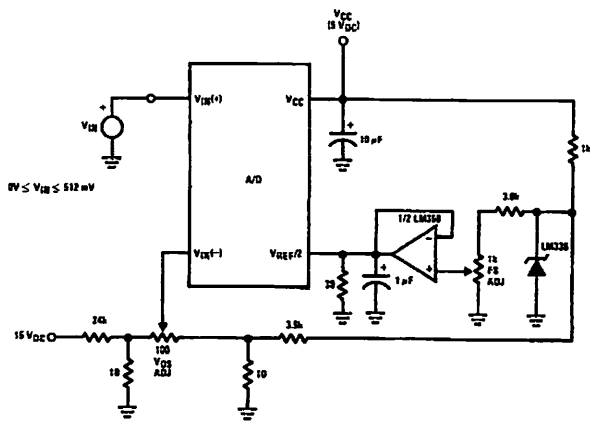 VCC
(5 VDC)
VIN(+)
VCC
+
VIN
+
10 µF
1k
A/D
0V ≤ VIN ≤ 512 mV
1/2 LM358
3.9k
LM336
VIN(–)
VREF/2
–
+
+
1 µF
1k
FS
ADJ
15 VDC
24k
100
VOS
ADJ
3.9k
10